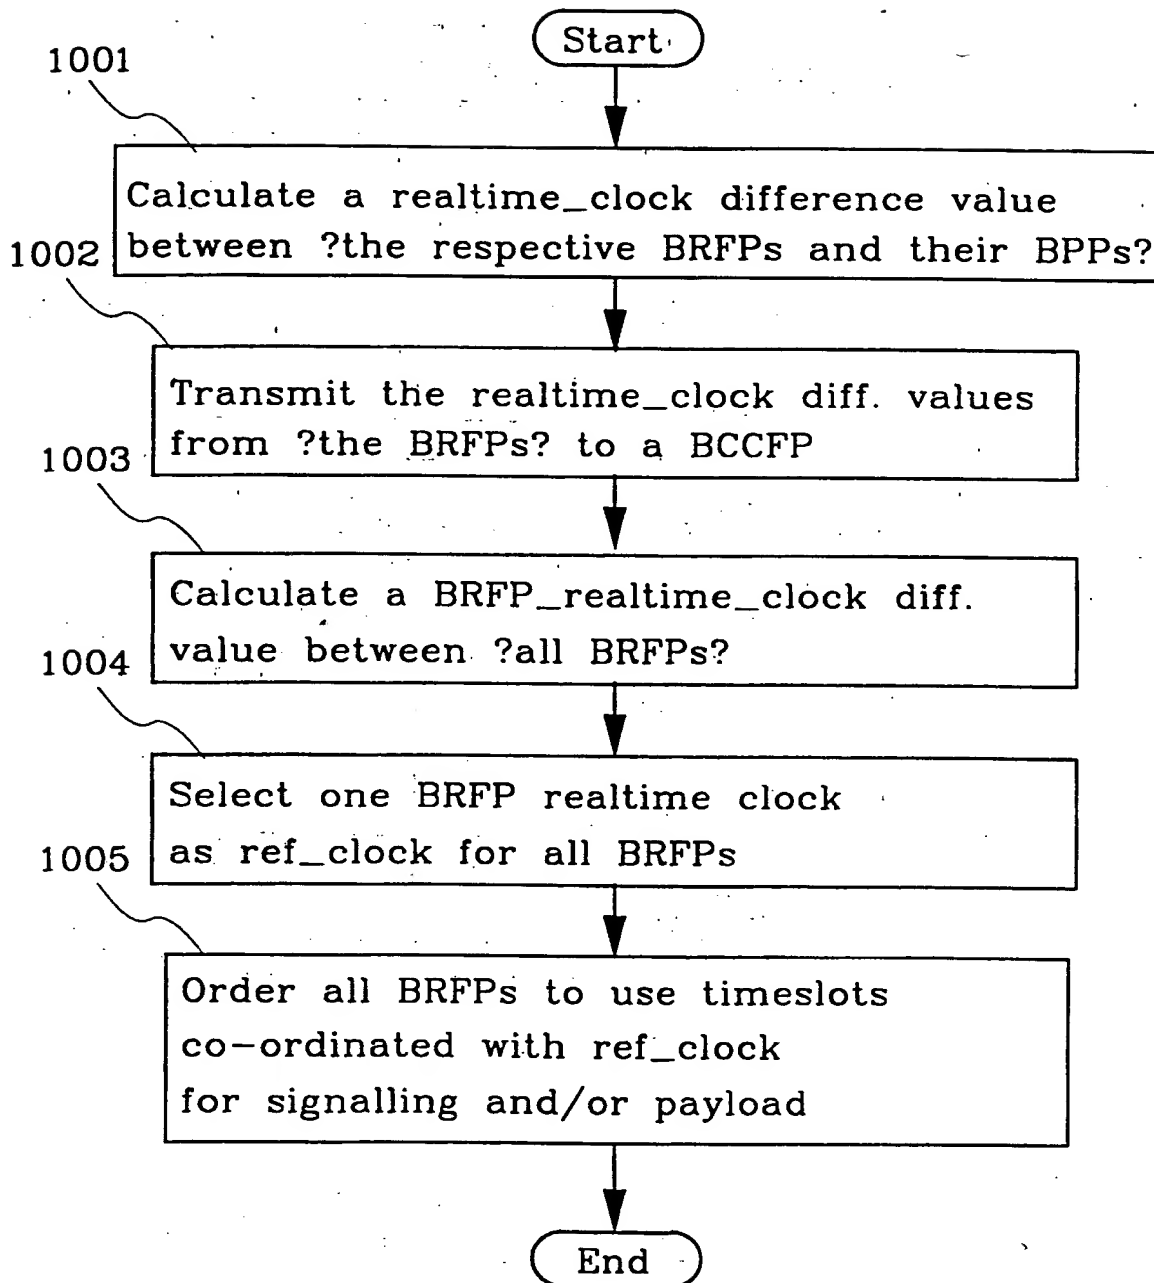 Start
1001
Calculate a realtime_clock difference value
between ?the respective BRFPs and their BPPs?
1002
Transmit the realtime_clock diff. values
from ?the BRFPs? to a BCCFP
1003
Calculate a BRFP_realtime_clock diff.
value between ?all BRFPs?
1004
Select one BRFP realtime clock
as ref_clock for all BRFPs
1005
Order all BRFPs to use timeslots
co-ordinated with ref_clock
for signalling and/or payload
End